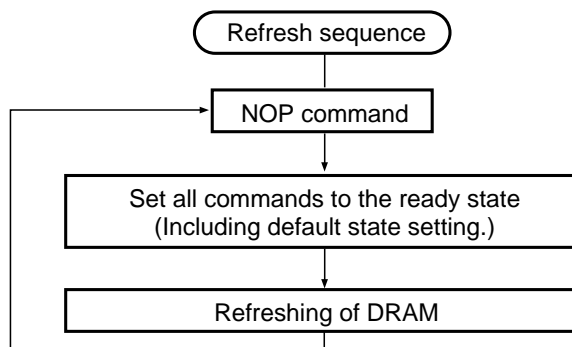 Refresh sequence
NOP command
Set all commands to the ready state
(Including default state setting.)
Refreshing of DRAM